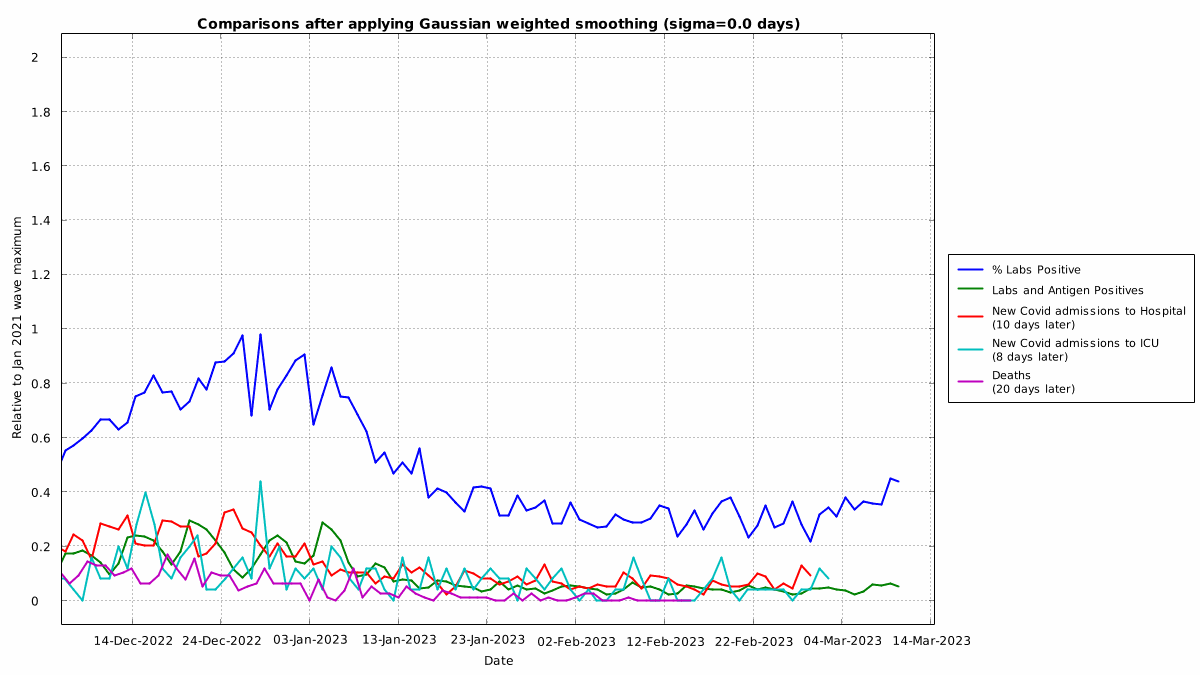 Comparisons after applying Gaussian weighted smoothing (sigma=0.0 days)
Relative to Jan 2021 wave maximum
2
1.8
1.6
1.4
1.2
1
0.8
0.6
0.4
0.2
0
14-Dec-2022 24-Dec-2022 03-Jan-2023 13-Jan-2023 23-Jan-2023 02-Feb-2023 12-Feb-2023 22-Feb-2023 04-Mar-2023 14-Mar-2023
Date
% Labs Positive
Labs and Antigen Positives
New Covid admissions to Hospital
(10 days later)
New Covid admissions to ICU
(8 days later)
Deaths
(20 days later)